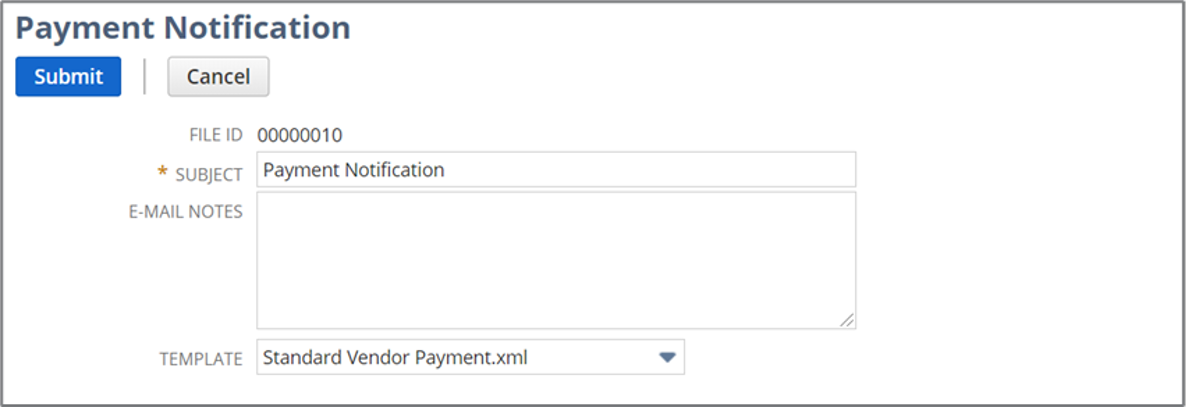 Payment Notification
Submit Cancel
FILE ID 00000010
* SUBJECT Payment Notification
E-MAIL NOTES
TEMPLATE Standard Vendor Payment.xml